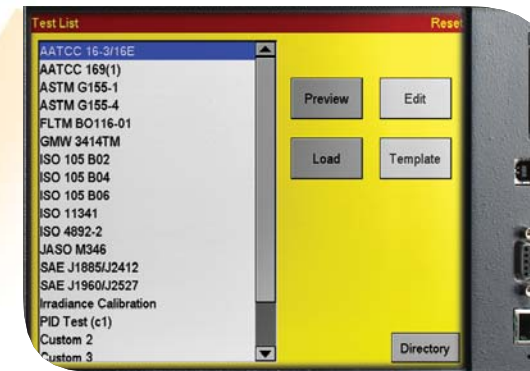 Test List Reset
AATCC 16-3/16E
AATCC 169(1)
ASTM G155-1
ASTM G155-4
FLTM BO116-01
GMW 3414TM
ISO 105 B02
ISO 105 B04
ISO 105 B06
ISO 11341
ISO 4892-2
JASO M346
SAE J1885/J2412
SAE J1960/J2527
Irradiance Calibration
PID Test (c1)
Custom 2
Custom 3
Preview Edit
Load Template
Directory